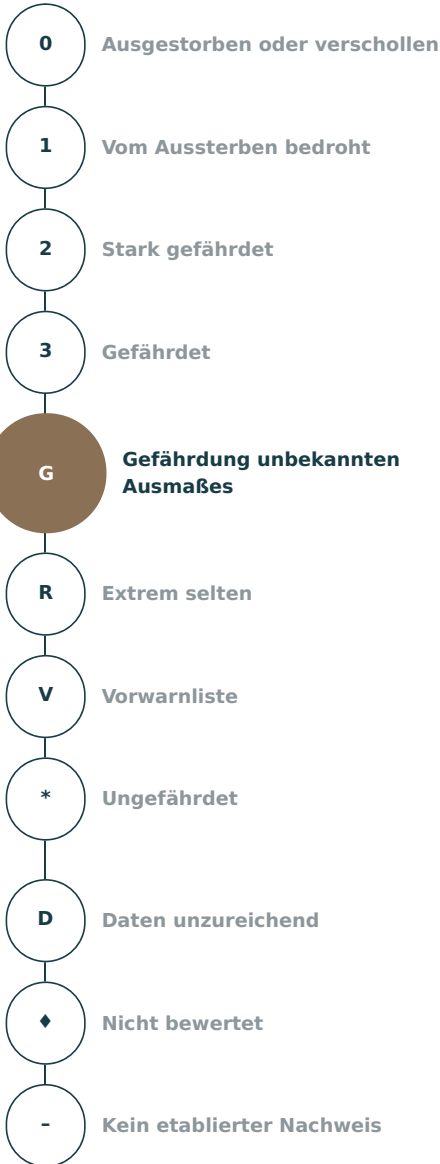 0 Ausgestorben oder verschollen
1 Vom Aussterben bedroht
2 Stark gefährdet
3 Gefährdet
G Gefährdung unbekannten
Ausmaßes
R Extrem selten
V Vorwarnliste
* Ungefährdet
D Daten unzureichend
♦ Nicht bewertet
– Kein etablierter Nachweis